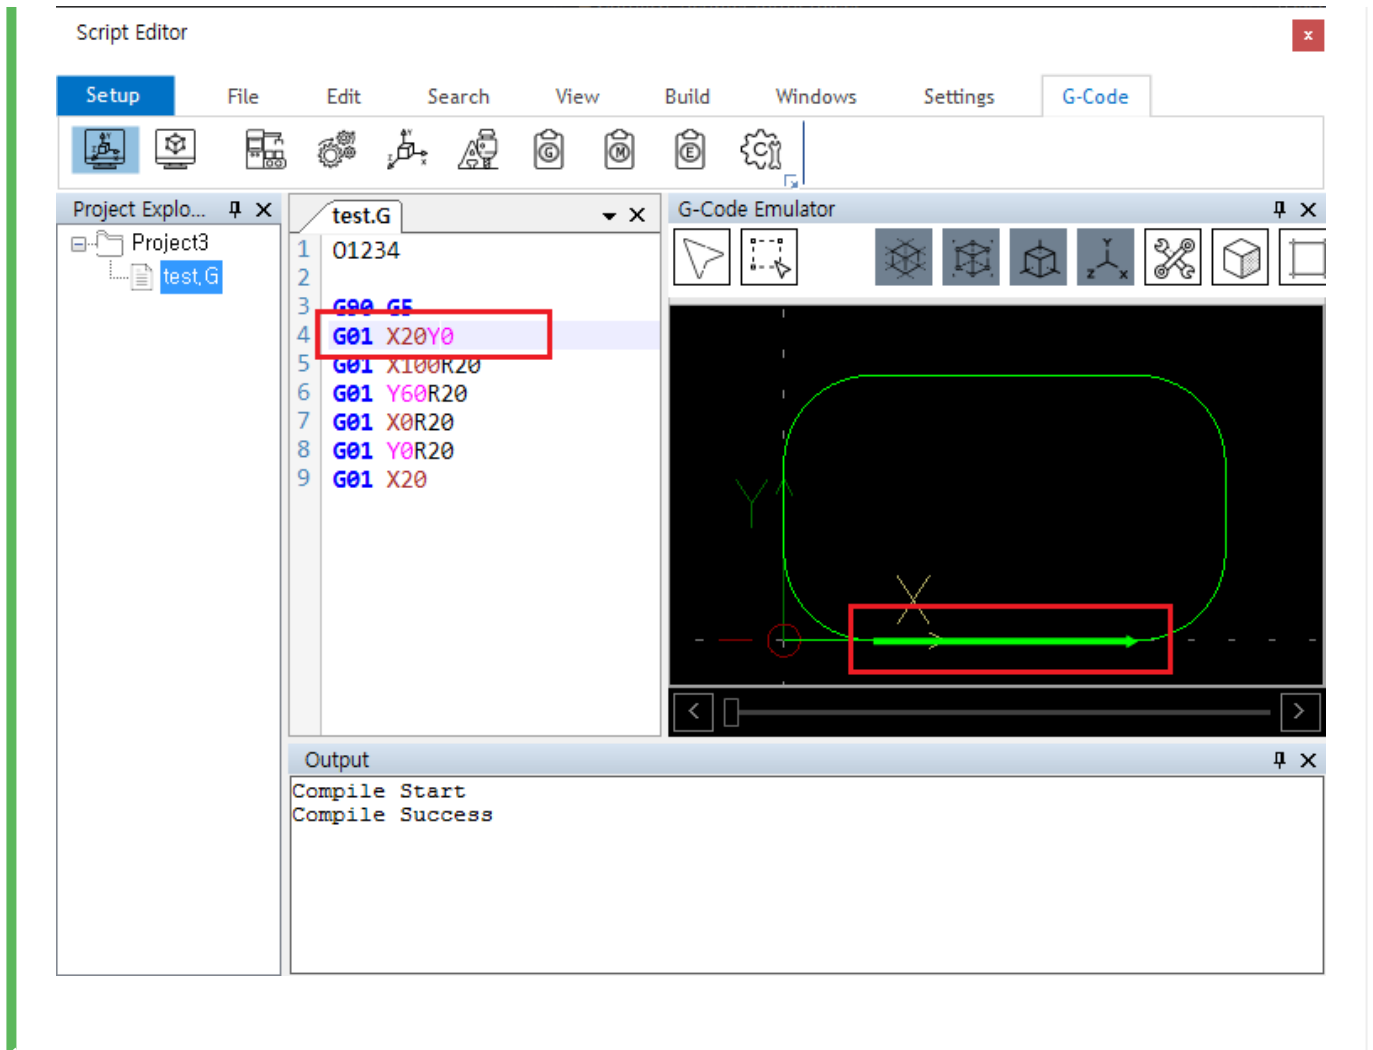 Script Editor
x
Setup File Edit Search View Build Windows Settings G-Code
Project Explo...
Project3
test.G
test.G
1 O1234
2
3 G90 G5
4 G01 X20Y0
5 G01 X100R20
6 G01 Y60R20
7 G01 X0R20
8 G01 Y0R20
9 G01 X20
G-Code Emulator
Y
X
Output
Compile Start
Compile Success